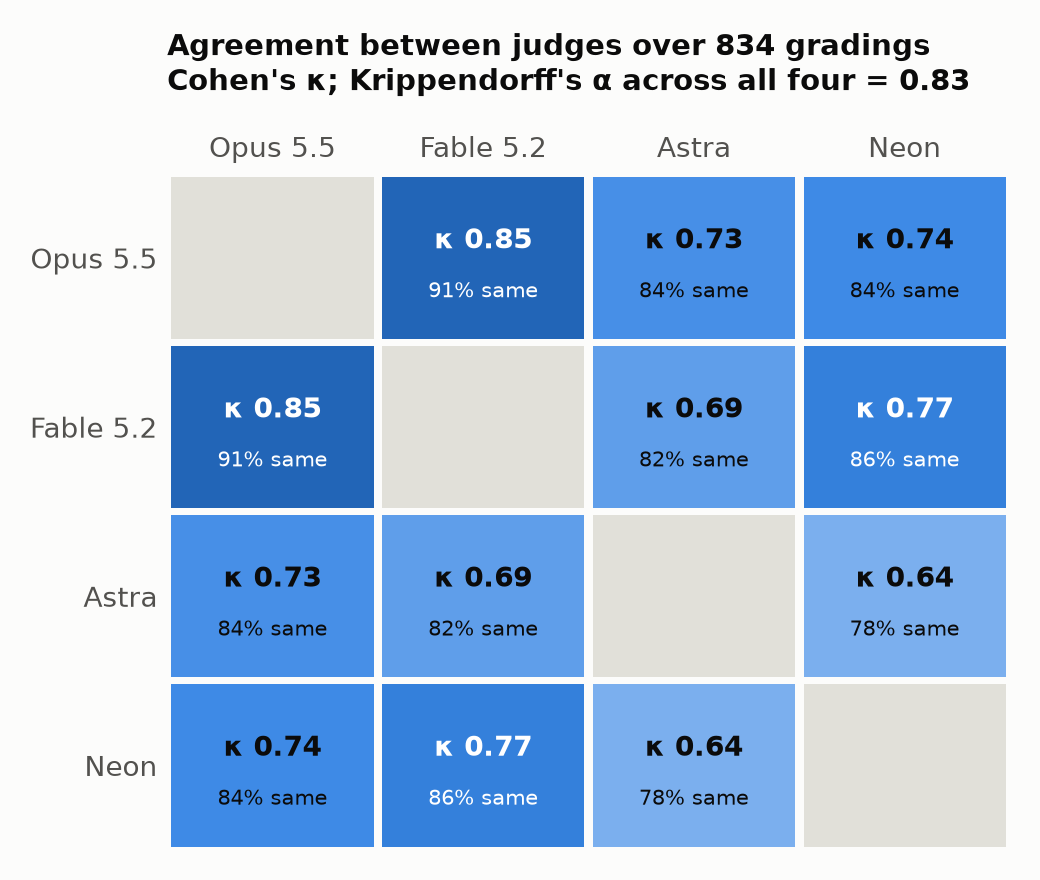 Agreement between judges over 834 gradings
Cohen's κ; Krippendorff's α across all four = 0.83
Opus 5.5 Fable 5.2 Astra Neon
Opus 5.5
κ 0.85 κ 0.73 κ 0.74
91% same 84% same 84% same
Fable 5.2
κ 0.85 κ 0.69 κ 0.77
91% same 82% same 86% same
Astra
κ 0.73 κ 0.69 κ 0.64
84% same 82% same 78% same
Neon
κ 0.74 κ 0.77 κ 0.64
84% same 86% same 78% same